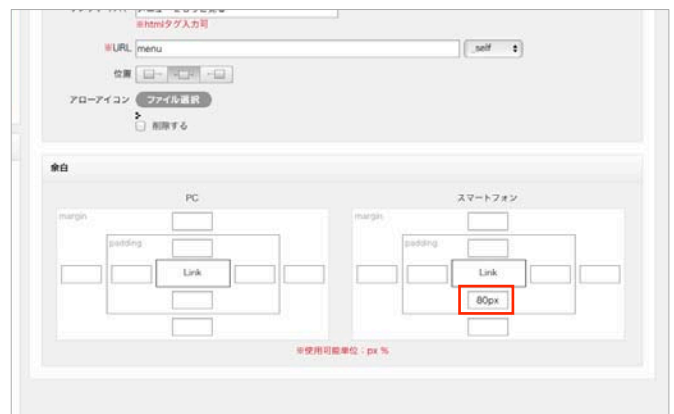 ※htmlタグ入力可
※URL menu _self
位置
アローアイコン ファイル選択
削除する
余白
PC スマートフォン
margin margin
padding padding
Link Link
80px
※使用可能単位：px %